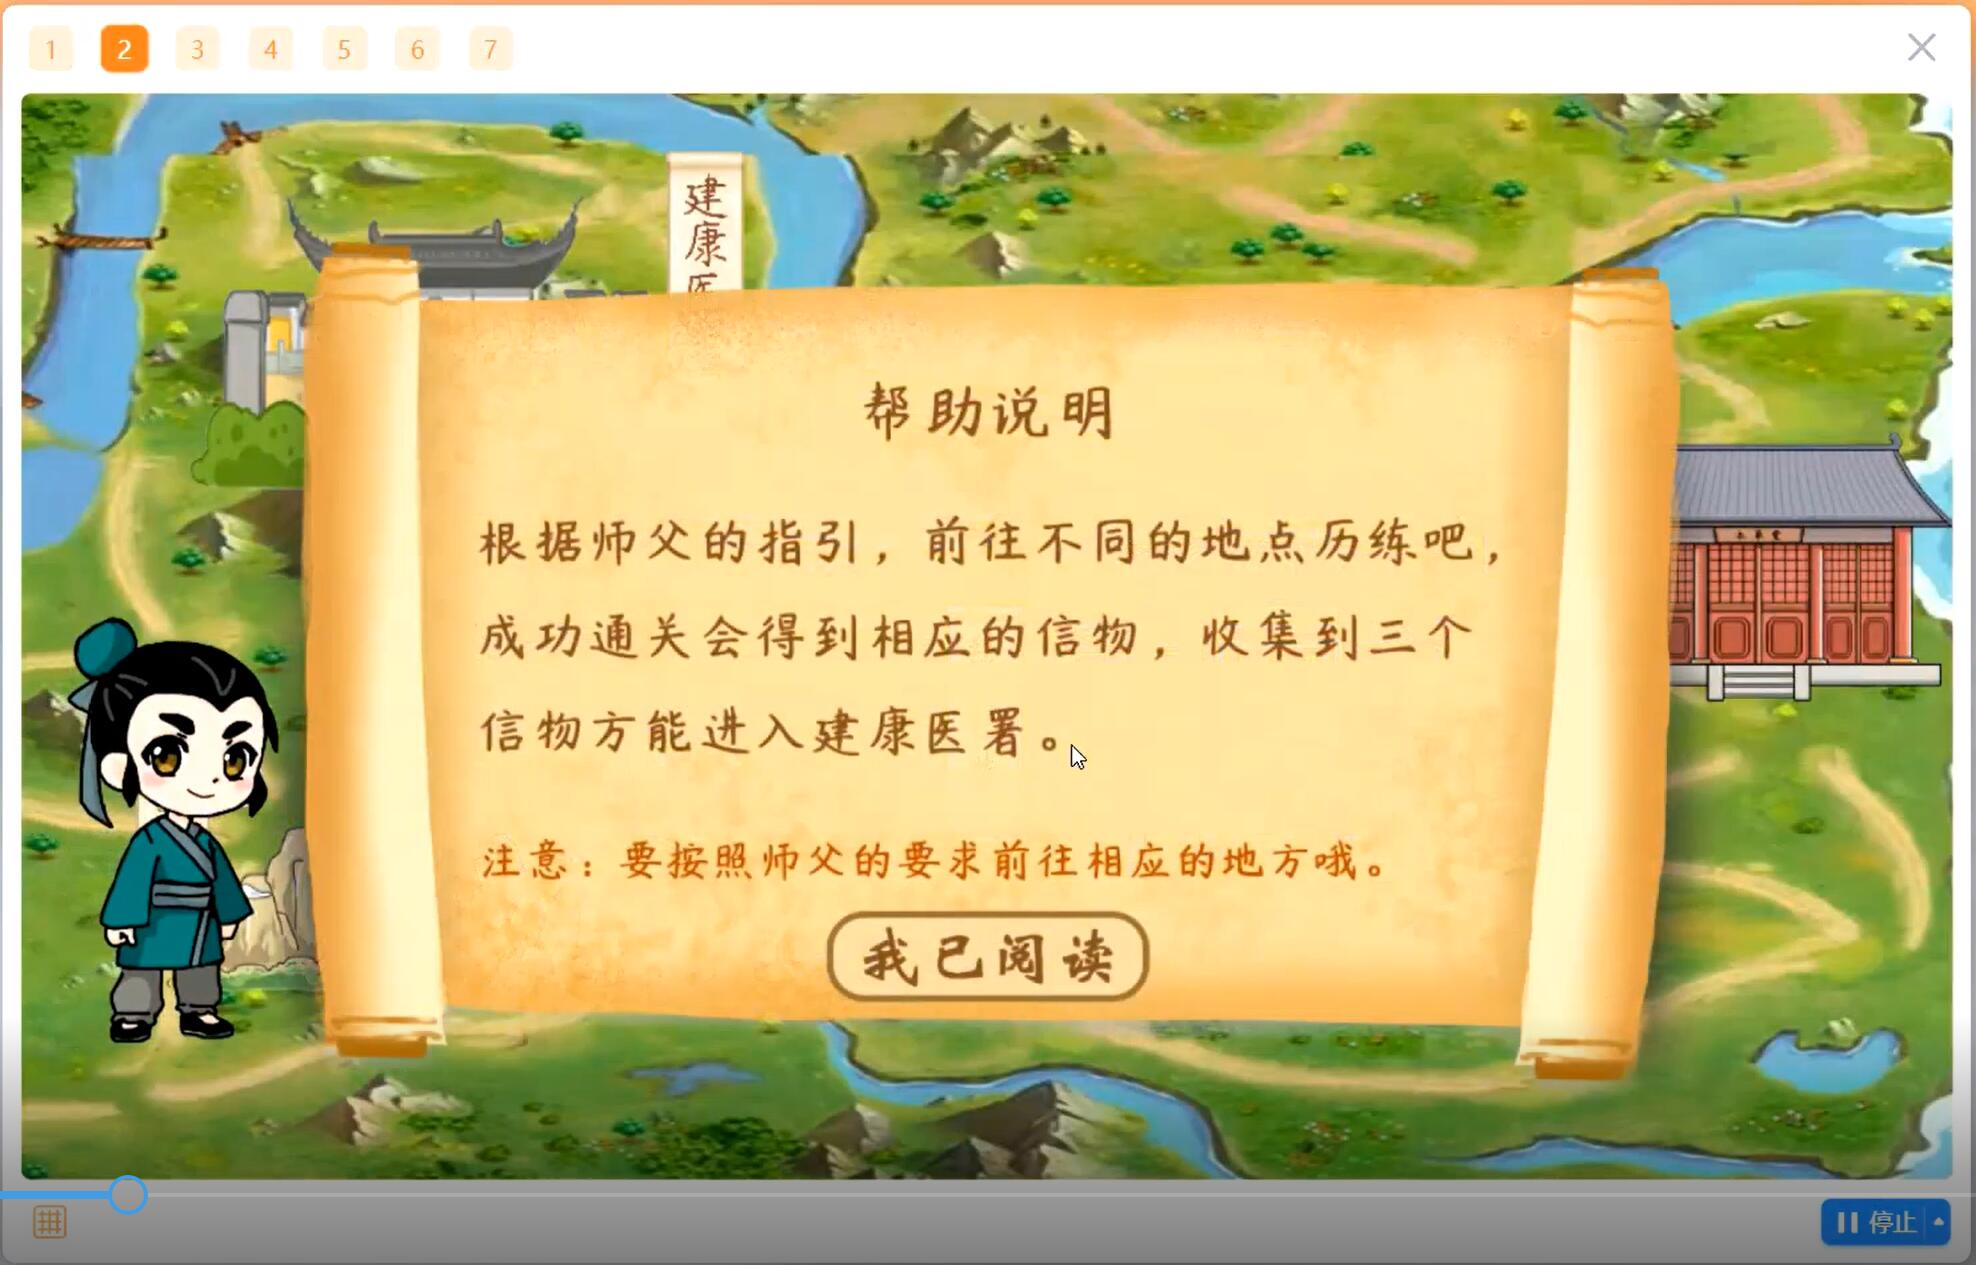 1 2 3 4 5 6 7
建康医
帮助说明
根据师父的指引，前往不同的地点历练吧，
成功通关会得到相应的信物，收集到三个
信物方能进入建康医署。
注意：要按照师父的要求前往相应的地方哦。
我已阅读
停止